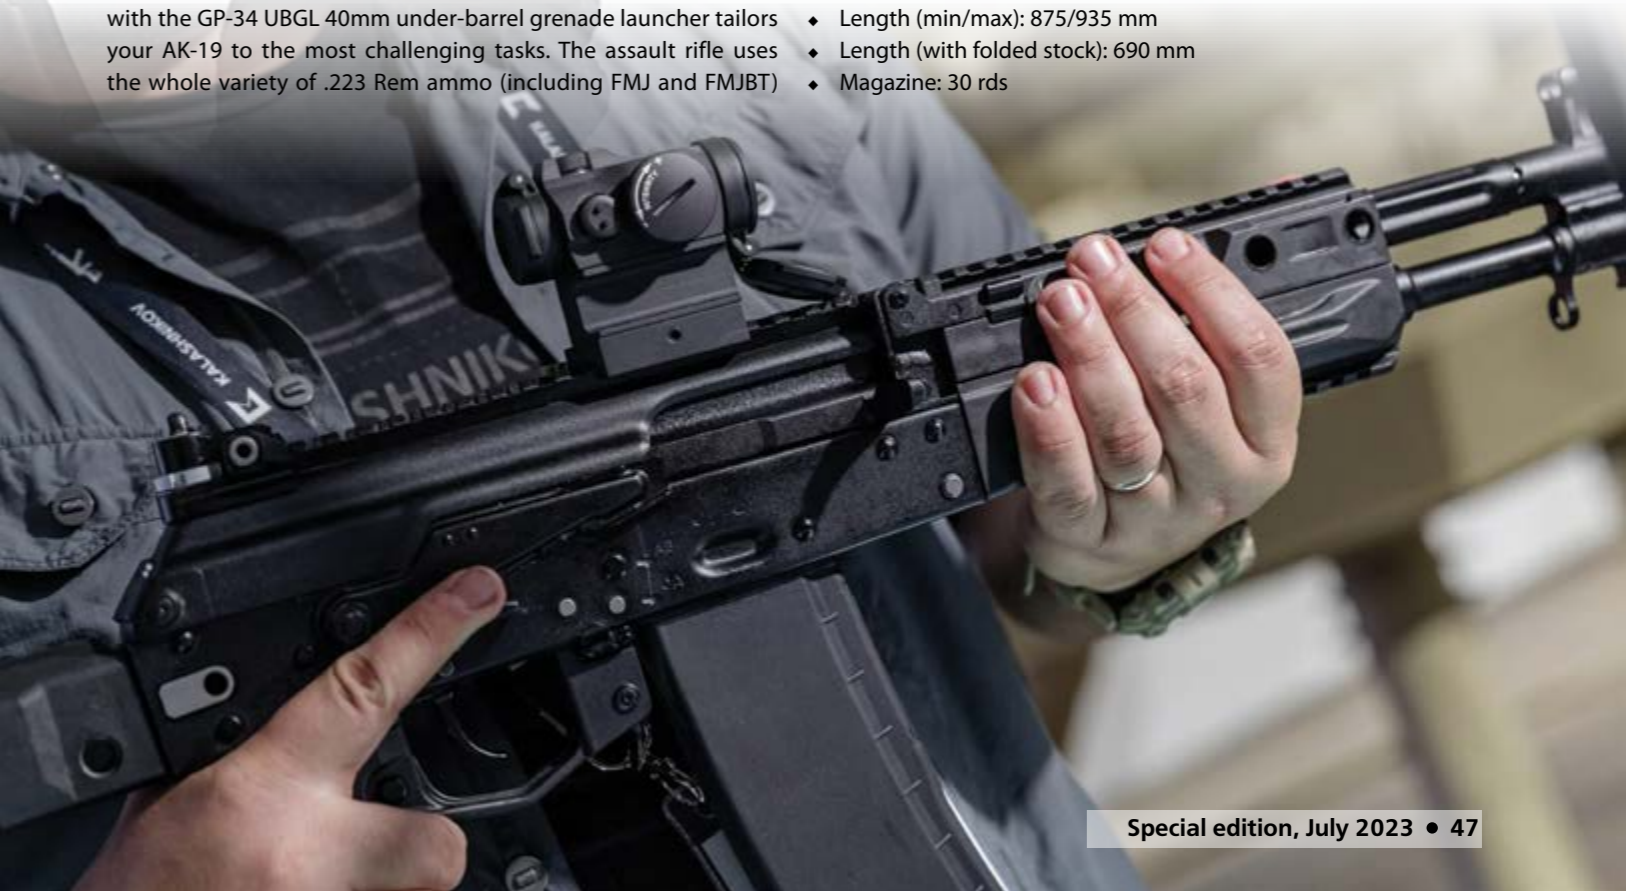 with the GP-34 UBGL 40mm under-barrel grenade launcher tailors
your AK-19 to the most challenging tasks. The assault rifle uses
the whole variety of .223 Rem ammo (including FMJ and FMJBT)
◆ Length (min/max): 875/935 mm
◆ Length (with folded stock): 690 mm
◆ Magazine: 30 rds
KALASHNIKOV
SHNIK
Special edition, July 2023 ● 47